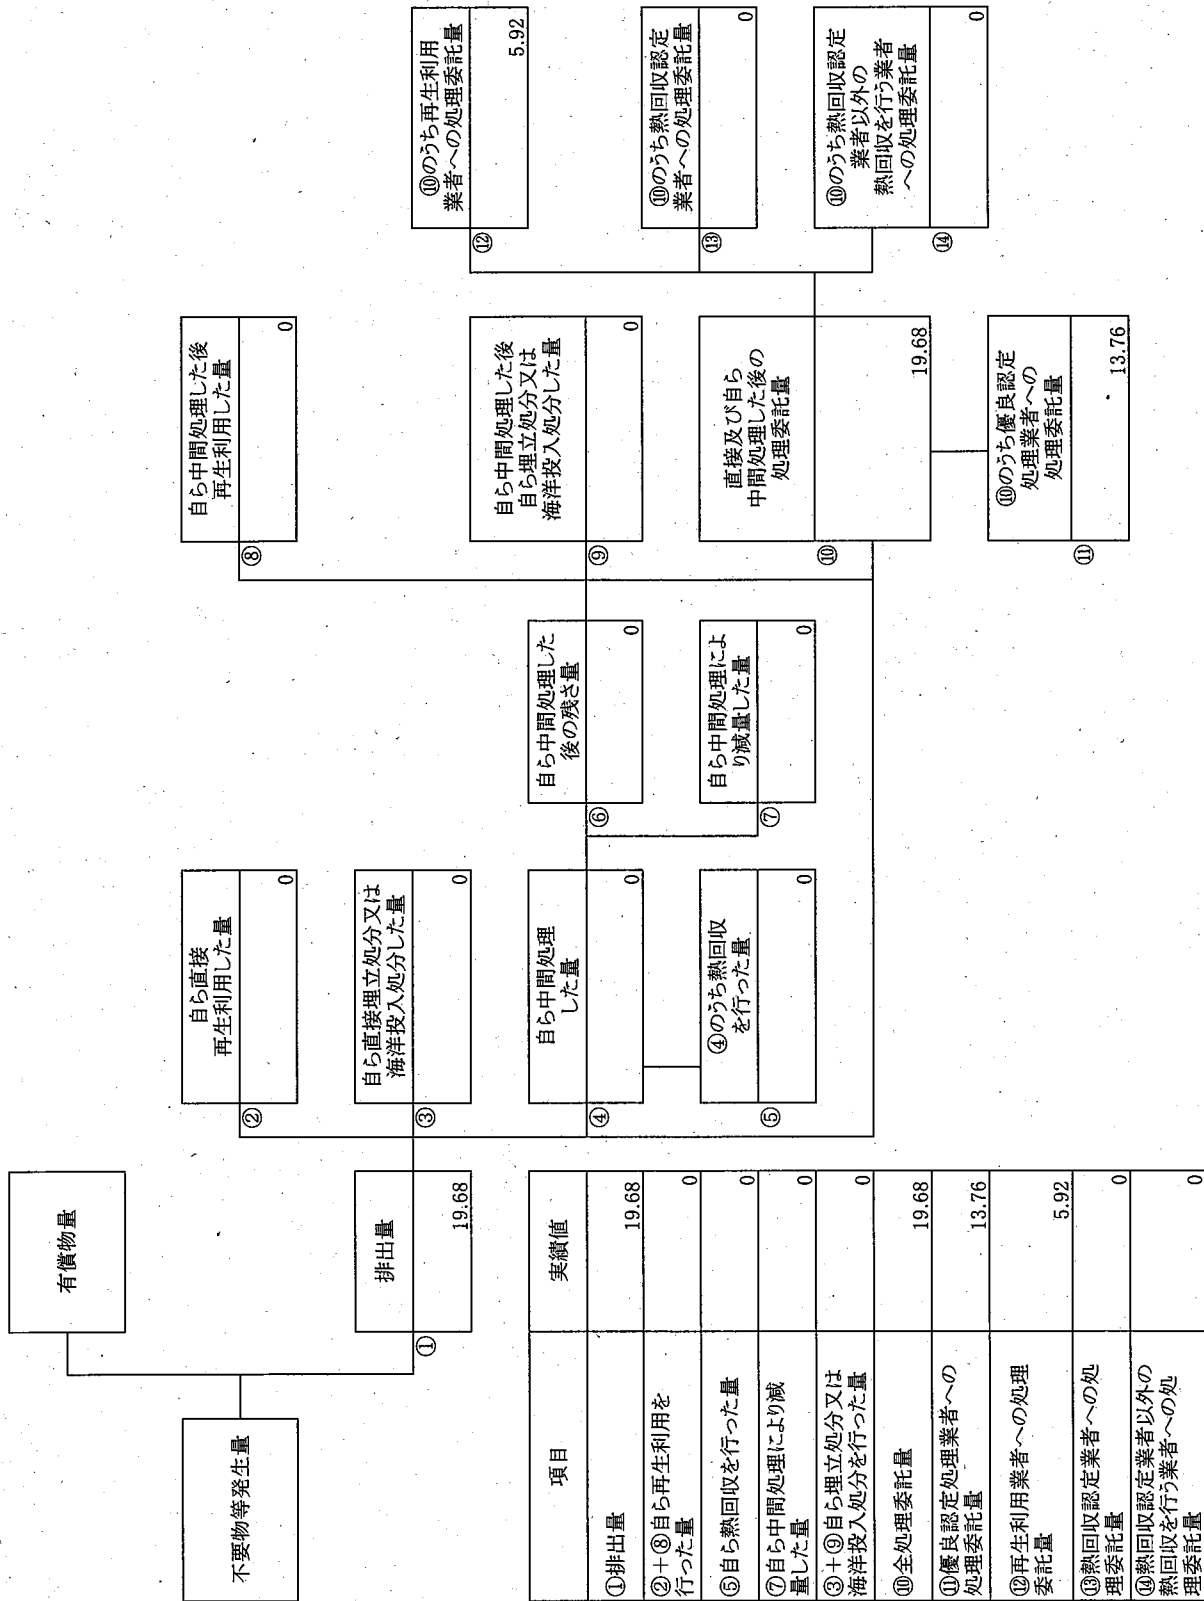 不要物等発生量
有償物量
排出量
①
19.68
自ら直接
再生利用した量
②
0
自ら直接埋立処分又は
海洋投入処分した量
③
0
自ら中間処理
した量
④
0
④のうち熱回収
を行った量
⑤
0
自ら中間処理した
後の残さ量
⑥
0
自ら中間処理によ
り減量した量
⑦
0
自ら中間処理した後
再生利用した量
⑧
0
自ら中間処理した後
自ら埋立処分又は
海洋投入処分した量
⑨
0
直接及び自ら
中間処理した後の
処理委託量
⑩
19.68
⑩のうち優良認定
処理業者への
処理委託量
⑪
13.76
⑩のうち再生利用
業者への処理委託量
⑫
5.92
⑩のうち熱回収認定
業者への処理委託量
⑬
0
⑩のうち熱回収認定
業者以外の
熱回収を行う業者
への処理委託量
⑭
0
項目 実績値
①排出量 19.68
②＋⑧自ら再生利用を
行った量 0
⑤自ら熱回収を行った量 0
⑦自ら中間処理により減
量した量 0
③＋⑨自ら埋立処分又は
海洋投入処分を行った量 0
⑩全処理委託量 19.68
⑪優良認定処理業者への
処理委託量 13.76
⑫再生利用業者への処理
委託量 5.92
⑬熱回収認定業者への処
理委託量 0
⑭熱回収認定業者以外の
熱回収を行う業者への処
理委託量 0